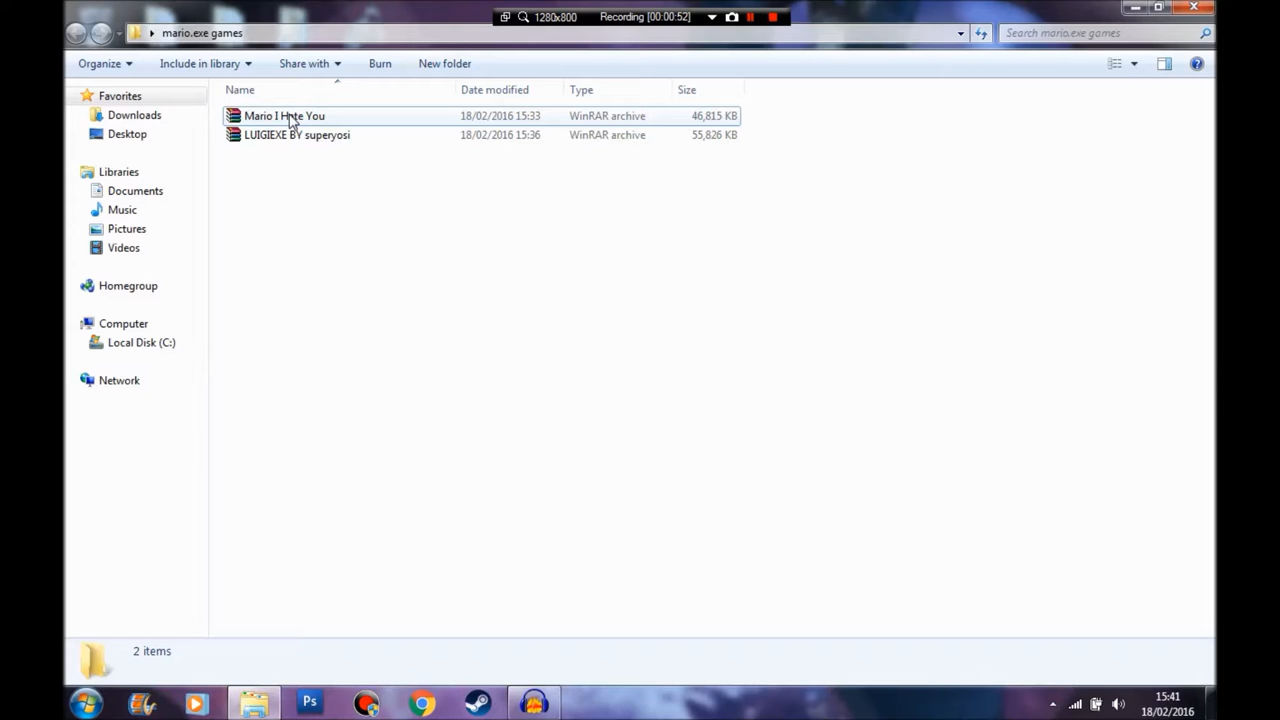 1280x800 Recording [00:00:52]
mario.exe games Search mario.exe games
Organize Include in library Share with Burn New folder
Name Date modified Type Size
Favorites
Downloads
Desktop
Libraries
Documents
Music
Pictures
Videos
Homegroup
Computer
Local Disk (C:)
Network
Mario I Hate You 18/02/2016 15:33 WinRAR archive 46,815 KB
LUIGIEXE BY superyosi 18/02/2016 15:36 WinRAR archive 55,826 KB
2 items
Ps
15:41
18/02/2016